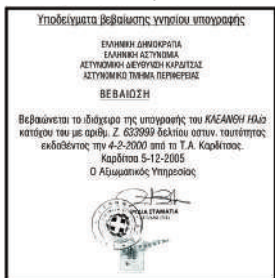 Υποδείγματα βεβαίωσης γνησίου υπογραφής
ΕΛΛΗΝΙΚΗ ΔΗΜΟΚΡΑΤΙΑ
ΕΛΛΗΝΙΚΗ ΑΣΤΥΝΟΜΙΑ
ΑΣΤΥΝΟΜΙΚΗ ΔΙΕΥΘΥΝΣΗ ΚΑΡΔΙΤΣΑΣ
ΑΣΤΥΝΟΜΙΚΟ ΤΜΗΜΑ ΠΕΡΙΦΕΡΕΙΑΣ
ΒΕΒΑΙΩΣΗ
Βεβαιώνεται το ιδιόχειρο της υπογραφής του ΚΛΕΑΝΘΗ Ηλία
κατόχου του με αριθμ. Ζ. 633999 δελτίου αστυν. ταυτότητας
εκδοθέντος την 4-2-2000 από το Τ.Α. Καρδίτσας.
Καρδίτσα 5-12-2005
Ο Αξιωματικός Υπηρεσίας
ΣΤΑΜΑΤΙΑ